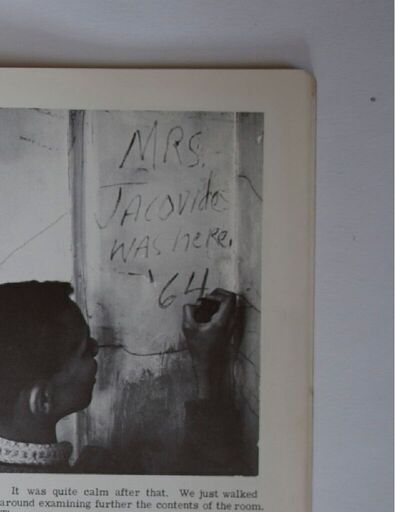 MRS.
JACOVIdes
WAS heRe.
'64
It was quite calm after that. We just walked
around examining further the contents of the room.